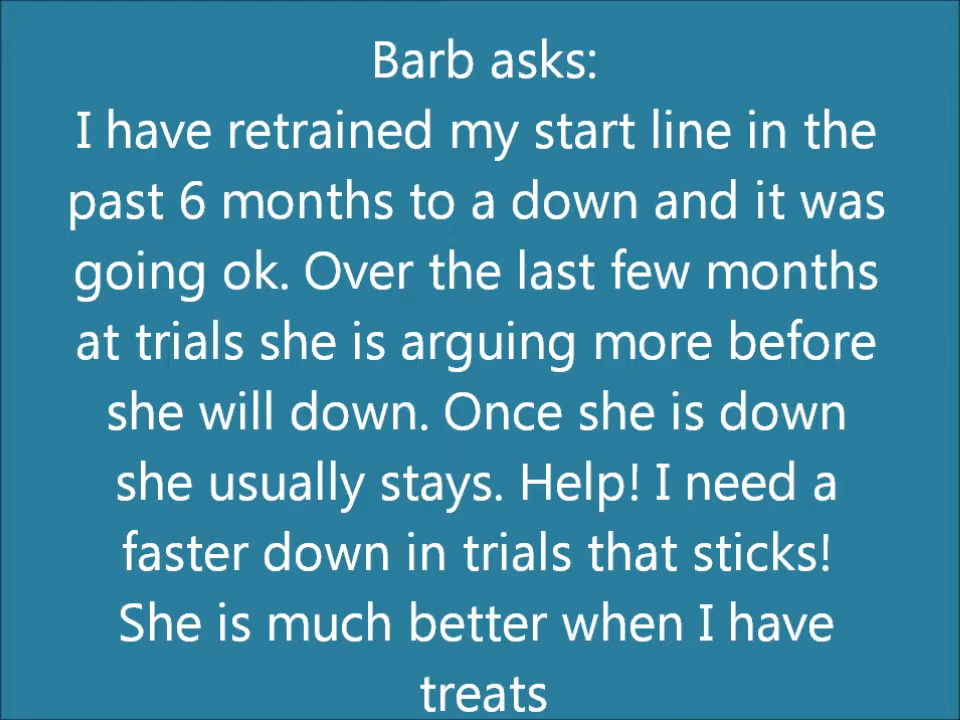 Barb asks:
I have retrained my start line in the
past 6 months to a down and it was
going ok. Over the last few months
at trials she is arguing more before
she will down. Once she is down
she usually stays. Help! I need a
faster down in trials that sticks!
She is much better when I have
treats